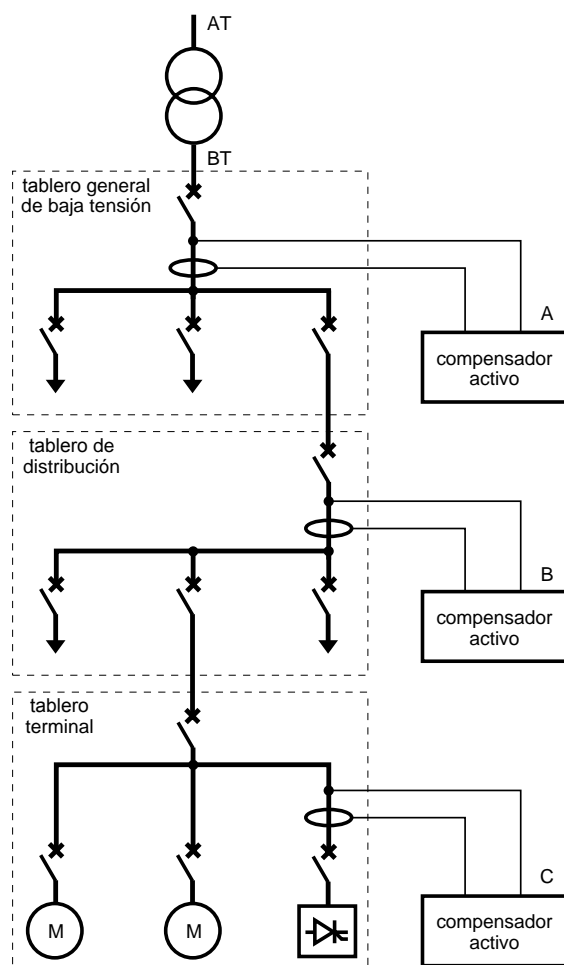 AT
BT
tablero general
de baja tensión
A
compensador
activo
tablero de
distribución
B
compensador
activo
tablero
terminal
C
compensador
activo
M
M